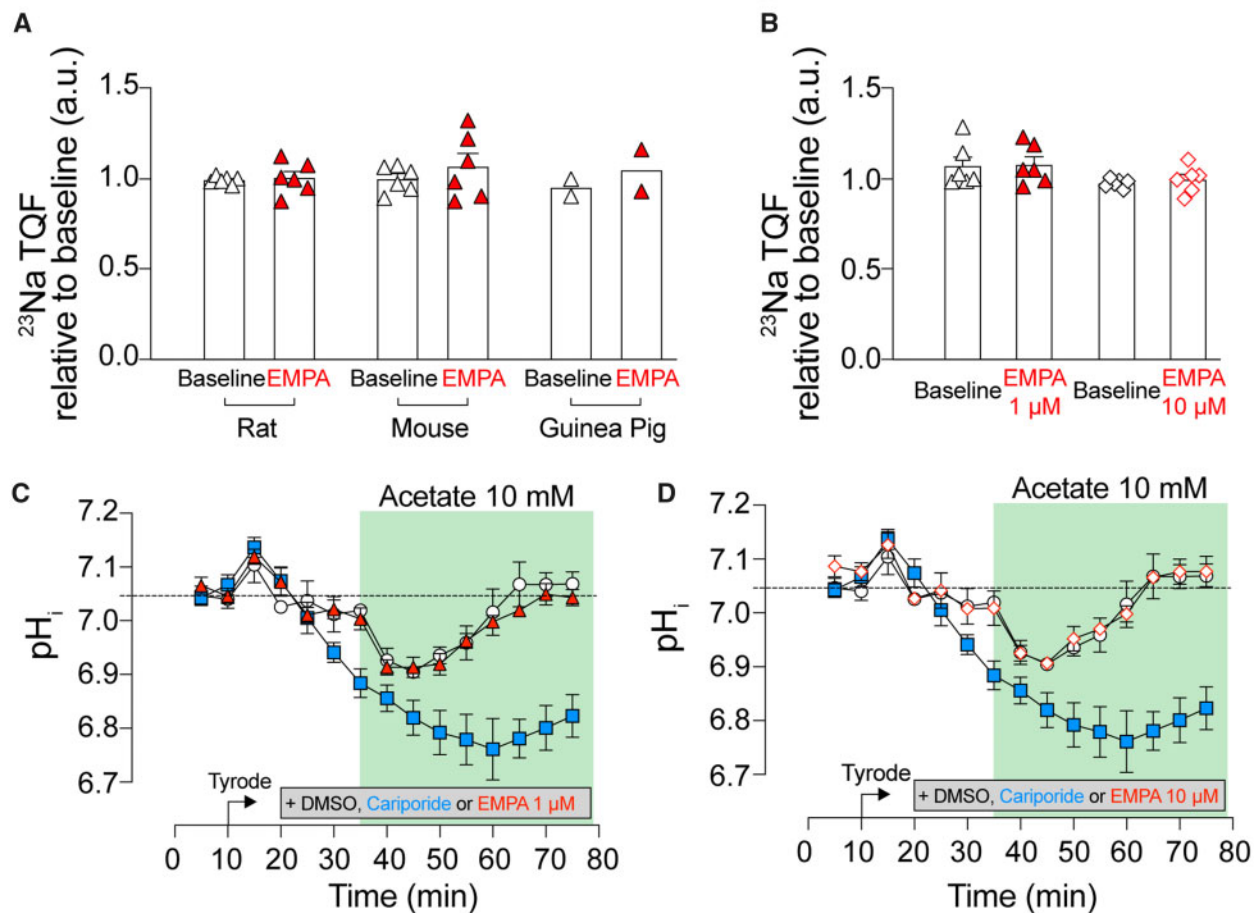 A
B
²³Na TQF
relative to baseline (a.u.)
1.5
1.0
0.5
0.0
Baseline EMPA Baseline EMPA Baseline EMPA
Rat Mouse Guinea Pig
²³Na TQF
relative to baseline (a.u.)
1.5
1.0
0.5
0.0
Baseline EMPA 1 µM Baseline EMPA 10 µM
C
Acetate 10 mM
pHi
7.2
7.1
7.0
6.9
6.8
6.7
Tyrode
+ DMSO, Cariporide or EMPA 1 µM
0 10 20 30 40 50 60 70 80
Time (min)
D
Acetate 10 mM
pHi
7.2
7.1
7.0
6.9
6.8
6.7
Tyrode
+ DMSO, Cariporide or EMPA 10 µM
0 10 20 30 40 50 60 70 80
Time (min)